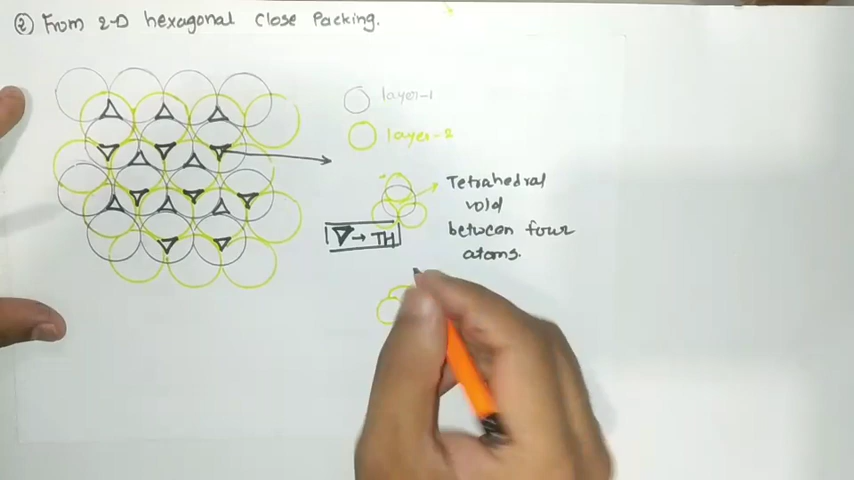 ② From 2-D hexagonal Close Packing.
layer-1
layer-2
Tetrahedral
void
between four
atoms.
▽→ TH